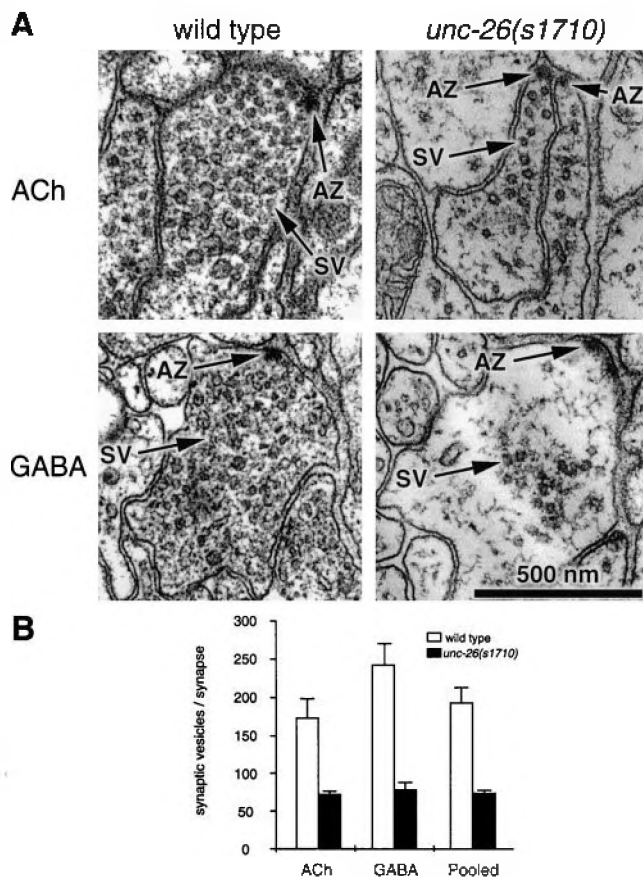 A
wild type
unc-26(s1710)
ACh
AZ
SV
AZ
AZ
SV
GABA
AZ
SV
AZ
SV
500 nm
B
synaptic vesicles / synapse
300
250
200
150
100
50
0
wild type
unc-26(s1710)
ACh
GABA
Pooled